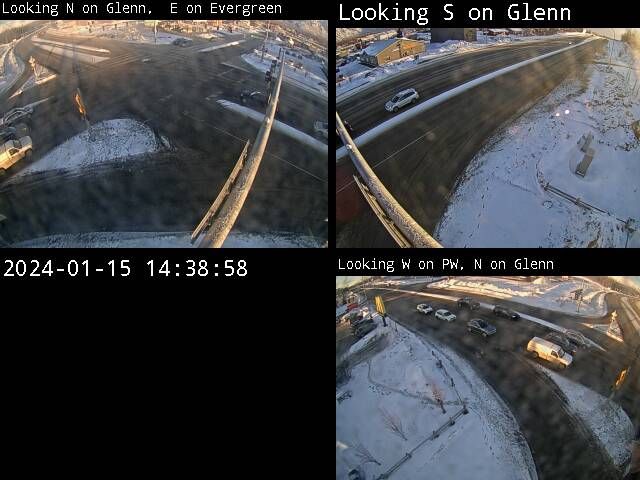 Looking N on Glenn,  E on Evergreen
Looking S on Glenn
2024-01-15 14:38:58
Looking W on PW, N on Glenn